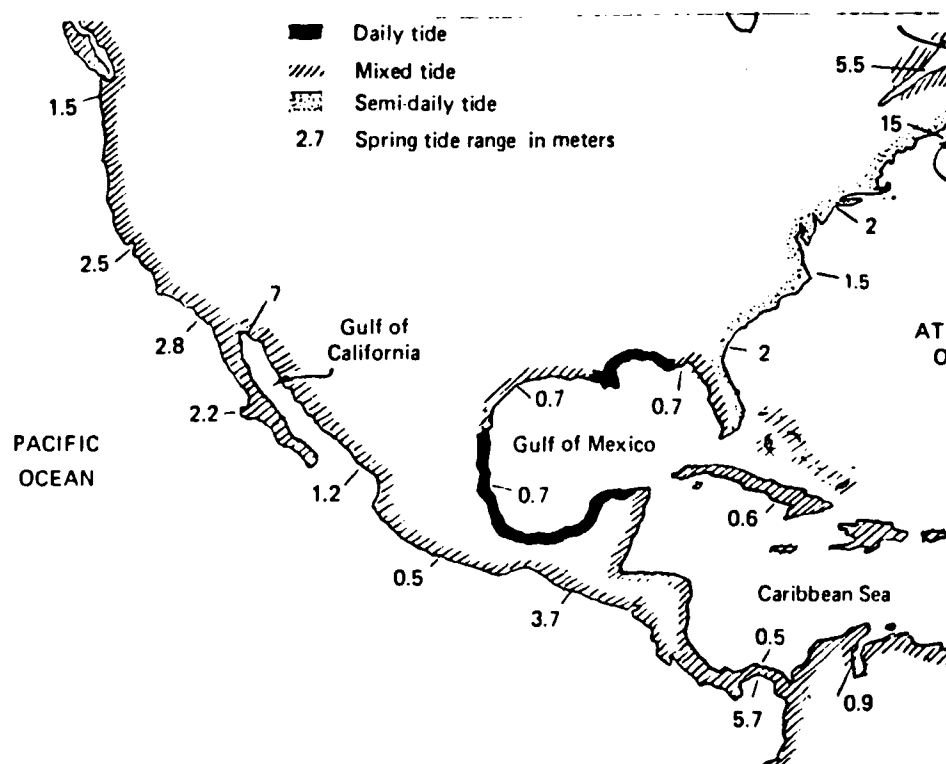 Daily tide
Mixed tide
Semi-daily tide
2.7 Spring tide range in meters
5.5
1.5
15
2
2.5
1.5
7
Gulf of
California
2.8
2
AT
O
0.7
0.7
2.2
PACIFIC
OCEAN
Gulf of Mexico
1.2
0.7
0.6
0.5
3.7
Caribbean Sea
0.5
5.7
0.9